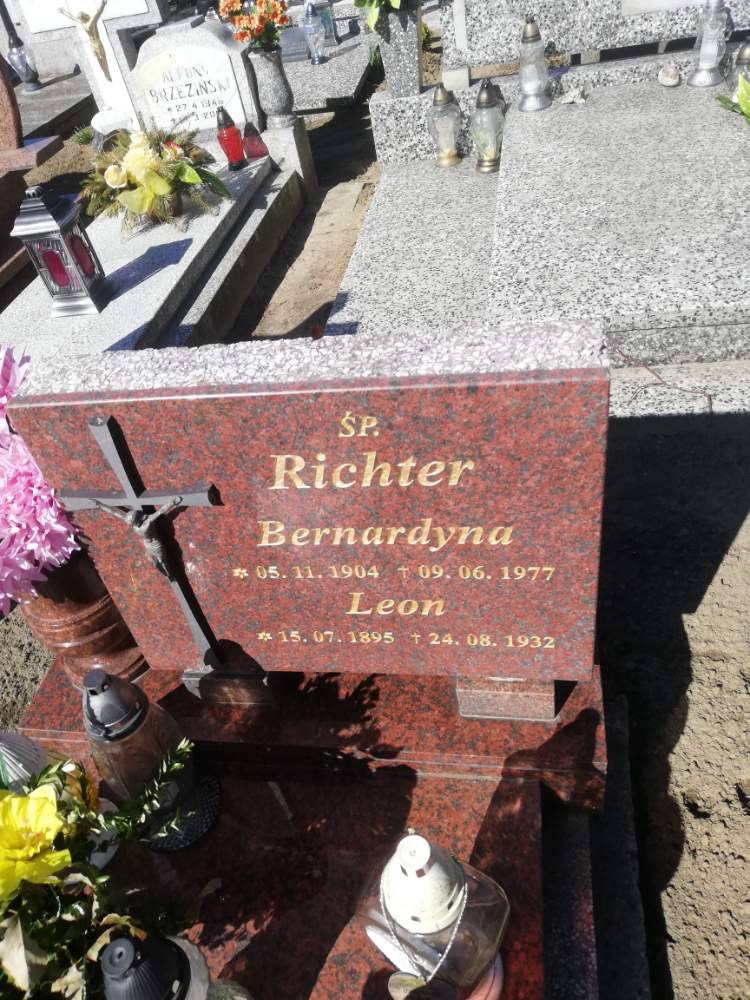 ALFONS
BRZEZIŃSKI
ŚP.
Richter
Bernardyna
* 05. 11. 1904 † 09. 06. 1977
Leon
* 15. 07. 1895 † 24. 08. 1932